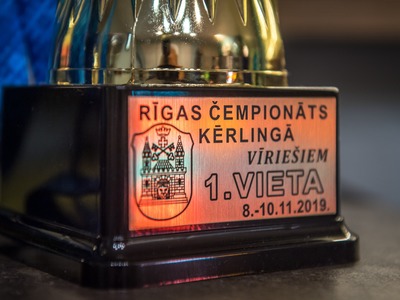 RĪGAS ČEMPIONĀTS
KĒRLINGĀ
VĪRIEŠIEM
1.VIETA
8.-10.11.2019.